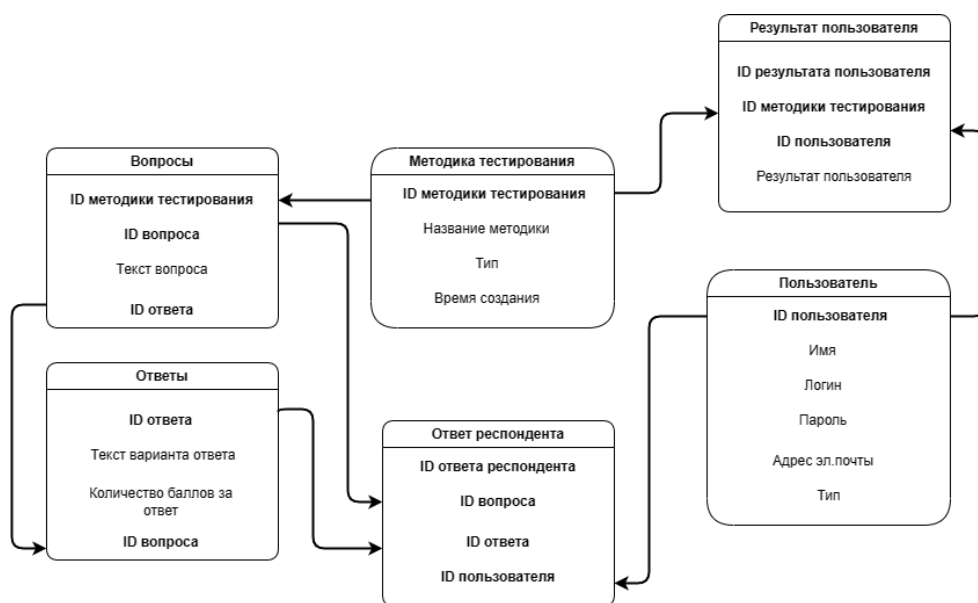 Результат пользователя
ID результата пользователя
ID методики тестирования
ID пользователя
Результат пользователя
Вопросы
ID методики тестирования
ID вопроса
Текст вопроса
ID ответа
Методика тестирования
ID методики тестирования
Название методики
Тип
Время создания
Пользователь
ID пользователя
Имя
Логин
Пароль
Адрес эл.почты
Тип
Ответы
ID ответа
Текст варианта ответа
Количество баллов за
ответ
ID вопроса
Ответ респондента
ID ответа респондента
ID вопроса
ID ответа
ID пользователя